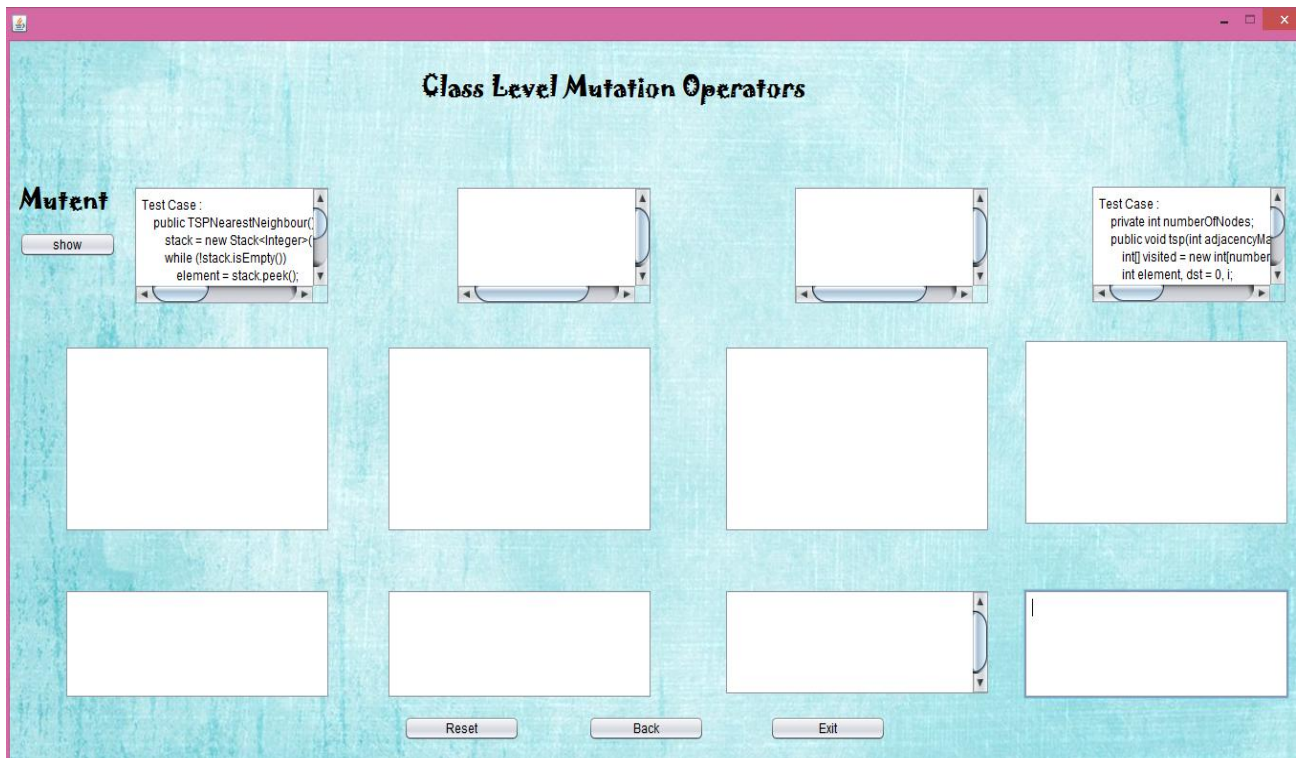 Class Level Mutation Operators
Mutent
show
Test Case :
public TSPNearestNeighbour()
stack = new Stack<Integer>(
while (!stack.isEmpty())
element = stack.peek();
Test Case :
private int numberOfNodes;
public void tsp(int adjacencyMa
int[] visited = new int[number
int element, dst = 0, i;
Reset
Back
Exit